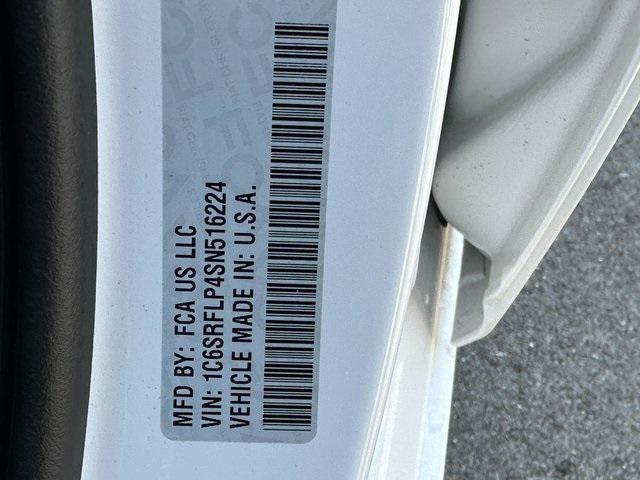 MFD BY: FCA US LLC
VIN: 1C6SRFLP4SN516224
VEHICLE MADE IN: U.S.A.